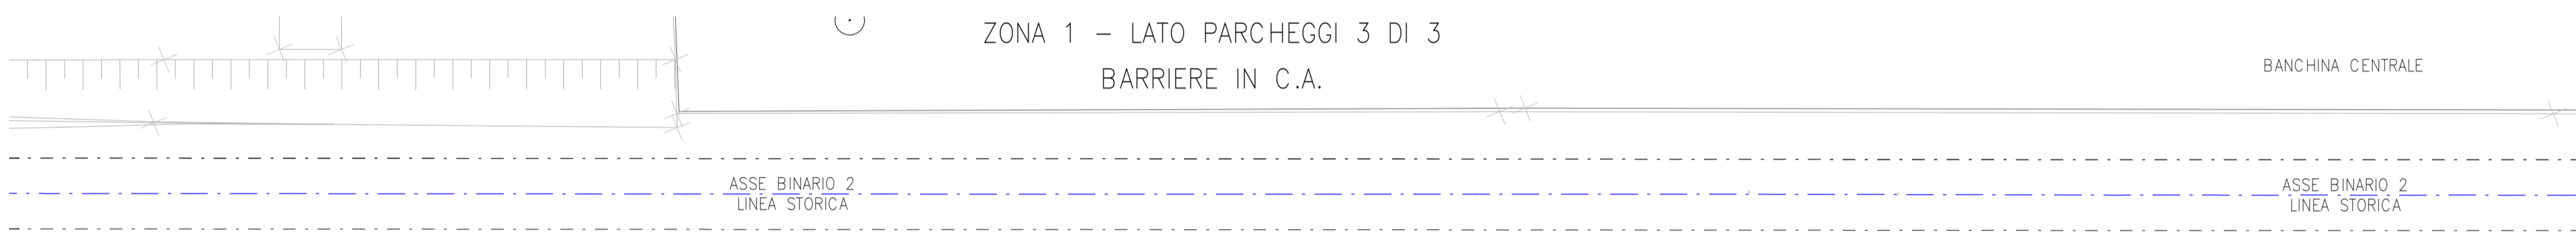 ZONA 1 – LATO PARCHEGGI 3 DI 3
BARRIERE IN C.A.
BANCHINA CENTRALE
ASSE BINARIO 2
LINEA STORICA
ASSE BINARIO 2
LINEA STORICA